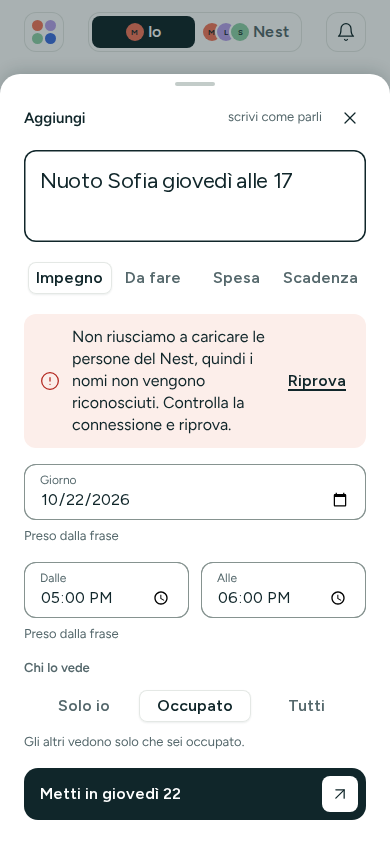 M Io M L S Nest
Aggiungi scrivi come parli
Nuoto Sofia giovedì alle 17
Impegno Da fare Spesa Scadenza
Non riusciamo a caricare le
persone del Nest, quindi i
nomi non vengono
riconosciuti. Controlla la
connessione e riprova.
Riprova
Giorno
10/22/2026
Preso dalla frase
Dalle Alle
05:00 PM 06:00 PM
Preso dalla frase
Chi lo vede
Solo io Occupato Tutti
Gli altri vedono solo che sei occupato.
Metti in giovedì 22